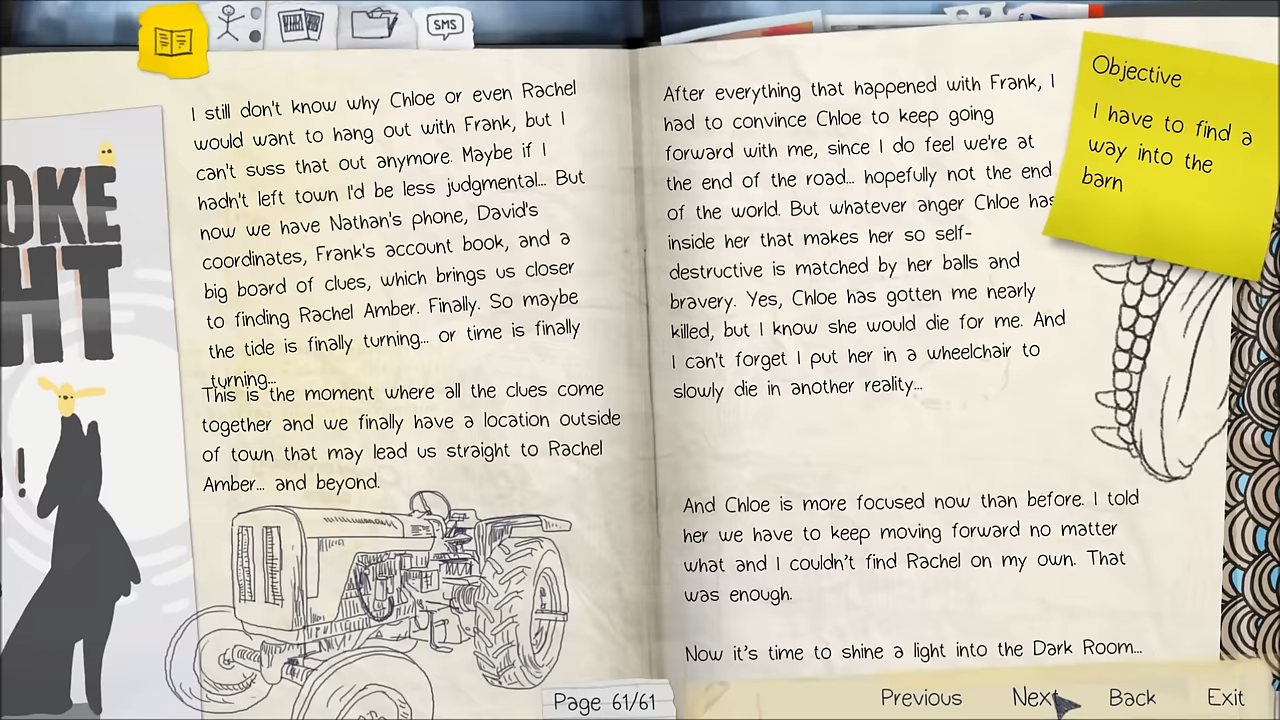 SMS
OKE
HT
!
I still don't know why Chloe or even Rachel
would want to hang out with Frank, but I
can't suss that out anymore. Maybe if I
hadn't left town I'd be less judgmental... But
now we have Nathan's phone, David's
coordinates, Frank's account book, and a
big board of clues, which brings us closer
to finding Rachel Amber. Finally. So maybe
the tide is finally turning... or time is finally
turning...
This is the moment where all the clues come
together and we finally have a location outside
of town that may lead us straight to Rachel
Amber... and beyond.
After everything that happened with Frank, I
had to convince Chloe to keep going
forward with me, since I do feel we're at
the end of the road... hopefully not the end
of the world. But whatever anger Chloe has
inside her that makes her so self-
destructive is matched by her balls and
bravery. Yes, Chloe has gotten me nearly
killed, but I know she would die for me. And
I can't forget I put her in a wheelchair to
slowly die in another reality...
And Chloe is more focused now than before. I told
her we have to keep moving forward no matter
what and I couldn't find Rachel on my own. That
was enough.
Now it's time to shine a light into the Dark Room...
Objective
I have to find a
way into the
barn
Page 61/61
Previous
Next
Back
Exit